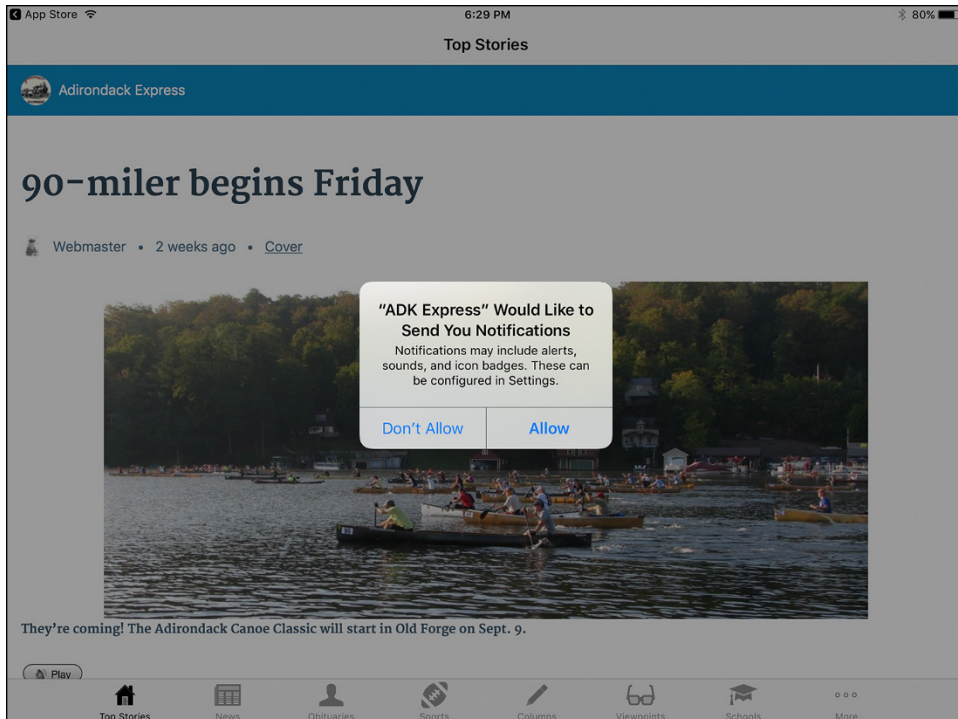 App Store 6:29 PM 80%
Top Stories
Adirondack Express
90-miler begins Friday
Webmaster • 2 weeks ago • Cover
“ADK Express” Would Like to
Send You Notifications
Notifications may include alerts,
sounds, and icon badges. These can
be configured in Settings.
Don’t Allow Allow
They’re coming! The Adirondack Canoe Classic will start in Old Forge on Sept. 9.
Play
Top Stories News Obituaries Sports Columns Viewpoints Schools More